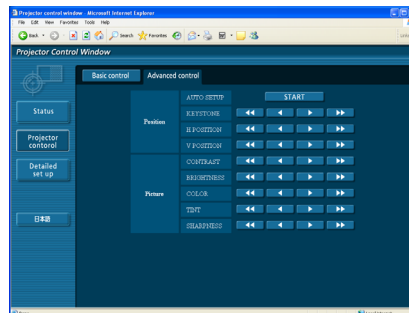 Projector control window - Microsoft Internet Explorer
File Edit View Favorites Tools Help
Back Search Favorites
Projector Control Window
Basic control Advanced control
Status
Projector
contorol
Detailed
set up
日本語
Position
AUTO SETUP START
KEYSTONE
H POSITION
V POSITION
Picture
CONTRAST
BRIGHTNESS
COLOR
TINT
SHARPNESS